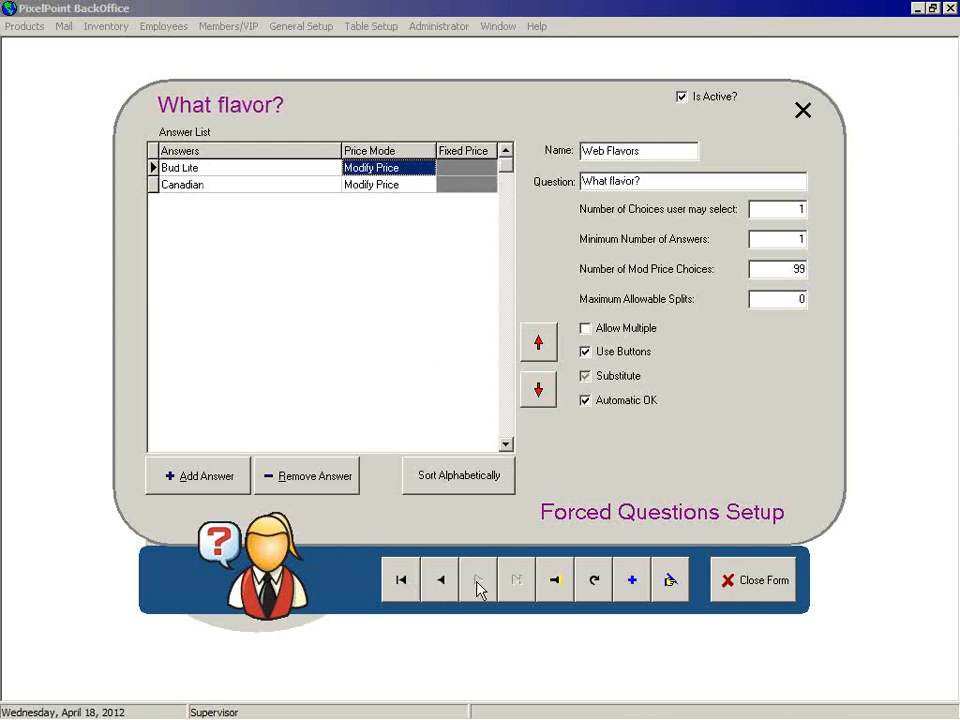 PixelPoint BackOffice
Products Mail Inventory Employees Members/VIP General Setup Table Setup Administrator Window Help
What flavor?
Is Active?
Answer List
Answers Price Mode Fixed Price
Bud Lite Modify Price
Canadian Modify Price
Name: Web Flavors
Question: What flavor?
Number of Choices user may select: 1
Minimum Number of Answers: 1
Number of Mod Price Choices: 99
Maximum Allowable Splits: 0
Allow Multiple
Use Buttons
Substitute
Automatic OK
Add Answer Remove Answer Sort Alphabetically
Forced Questions Setup
?
Close Form
Wednesday, April 18, 2012 Supervisor